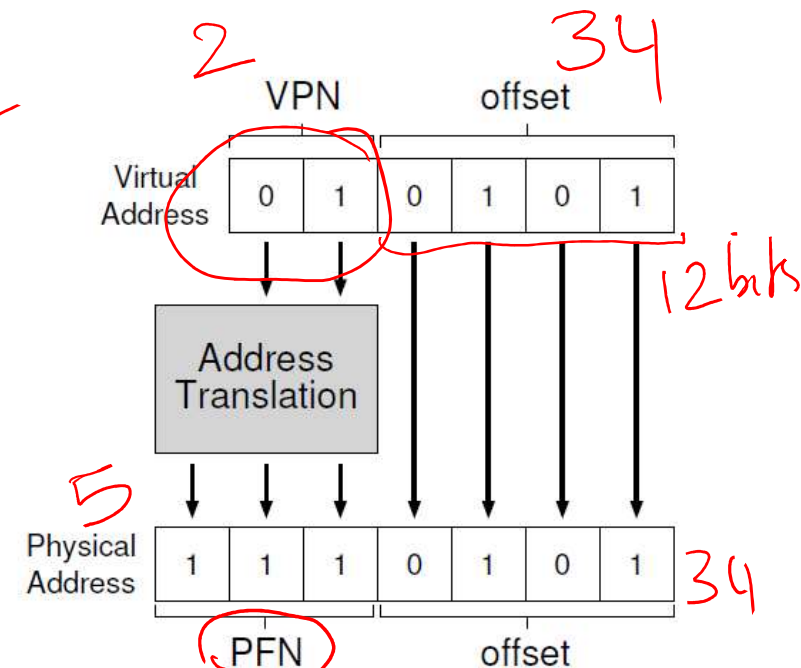 2 34
VPN offset
Virtual
Address
0 1 0 1 0 1
12 bits
Address
Translation
5
Physical
Address
1 1 1 0 1 0 1
34
PFN offset